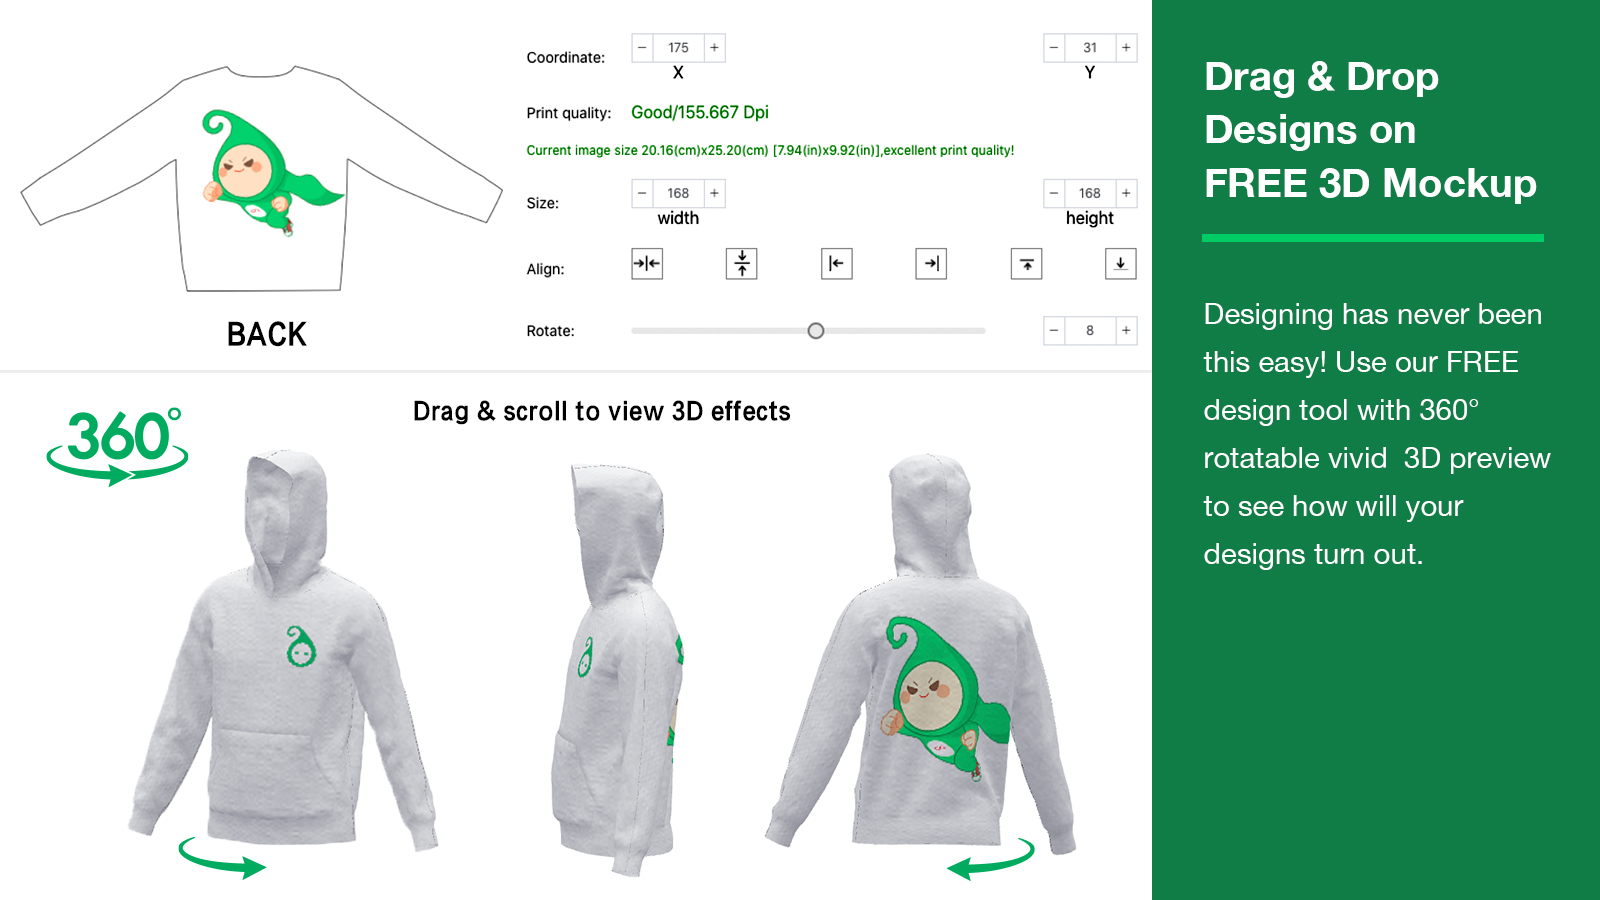 Coordinate:
− 175 +
X
− 31 +
Y
Print quality:
Good/155.667 Dpi
Current image size 20.16(cm)x25.20(cm) [7.94(in)x9.92(in)],excellent print quality!
Size:
− 168 +
width
− 168 +
height
Align:
Rotate:
− 8 +
BACK
360°
Drag & scroll to view 3D effects
Drag & Drop
Designs on
FREE 3D Mockup
Designing has never been
this easy! Use our FREE
design tool with 360°
rotatable vivid  3D preview
to see how will your
designs turn out.